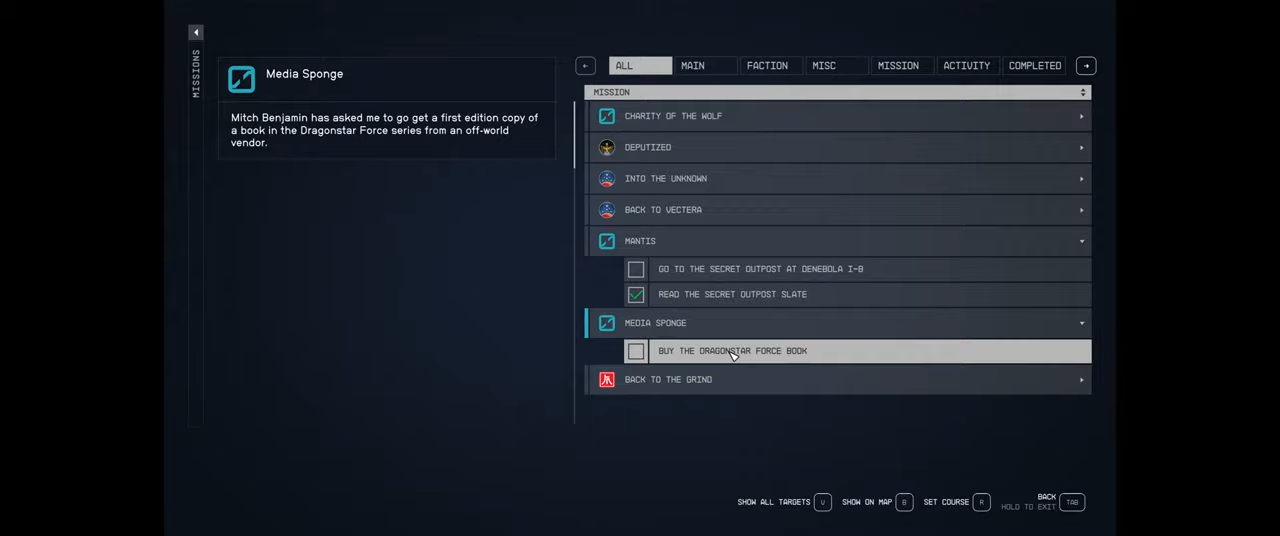 MISSIONS
Media Sponge
Mitch Benjamin has asked me to go get a first edition copy of
a book in the Dragonstar Force series from an off-world
vendor.
ALL MAIN FACTION MISC MISSION ACTIVITY COMPLETED
MISSION
CHARITY OF THE WOLF
DEPUTIZED
INTO THE UNKNOWN
BACK TO VECTERA
MANTIS
GO TO THE SECRET OUTPOST AT DENEBOLA I-B
READ THE SECRET OUTPOST SLATE
MEDIA SPONGE
BUY THE DRAGONSTAR FORCE BOOK
BACK TO THE GRIND
SHOW ALL TARGETS V SHOW ON MAP B SET COURSE R BACK TAB
HOLD TO EXIT